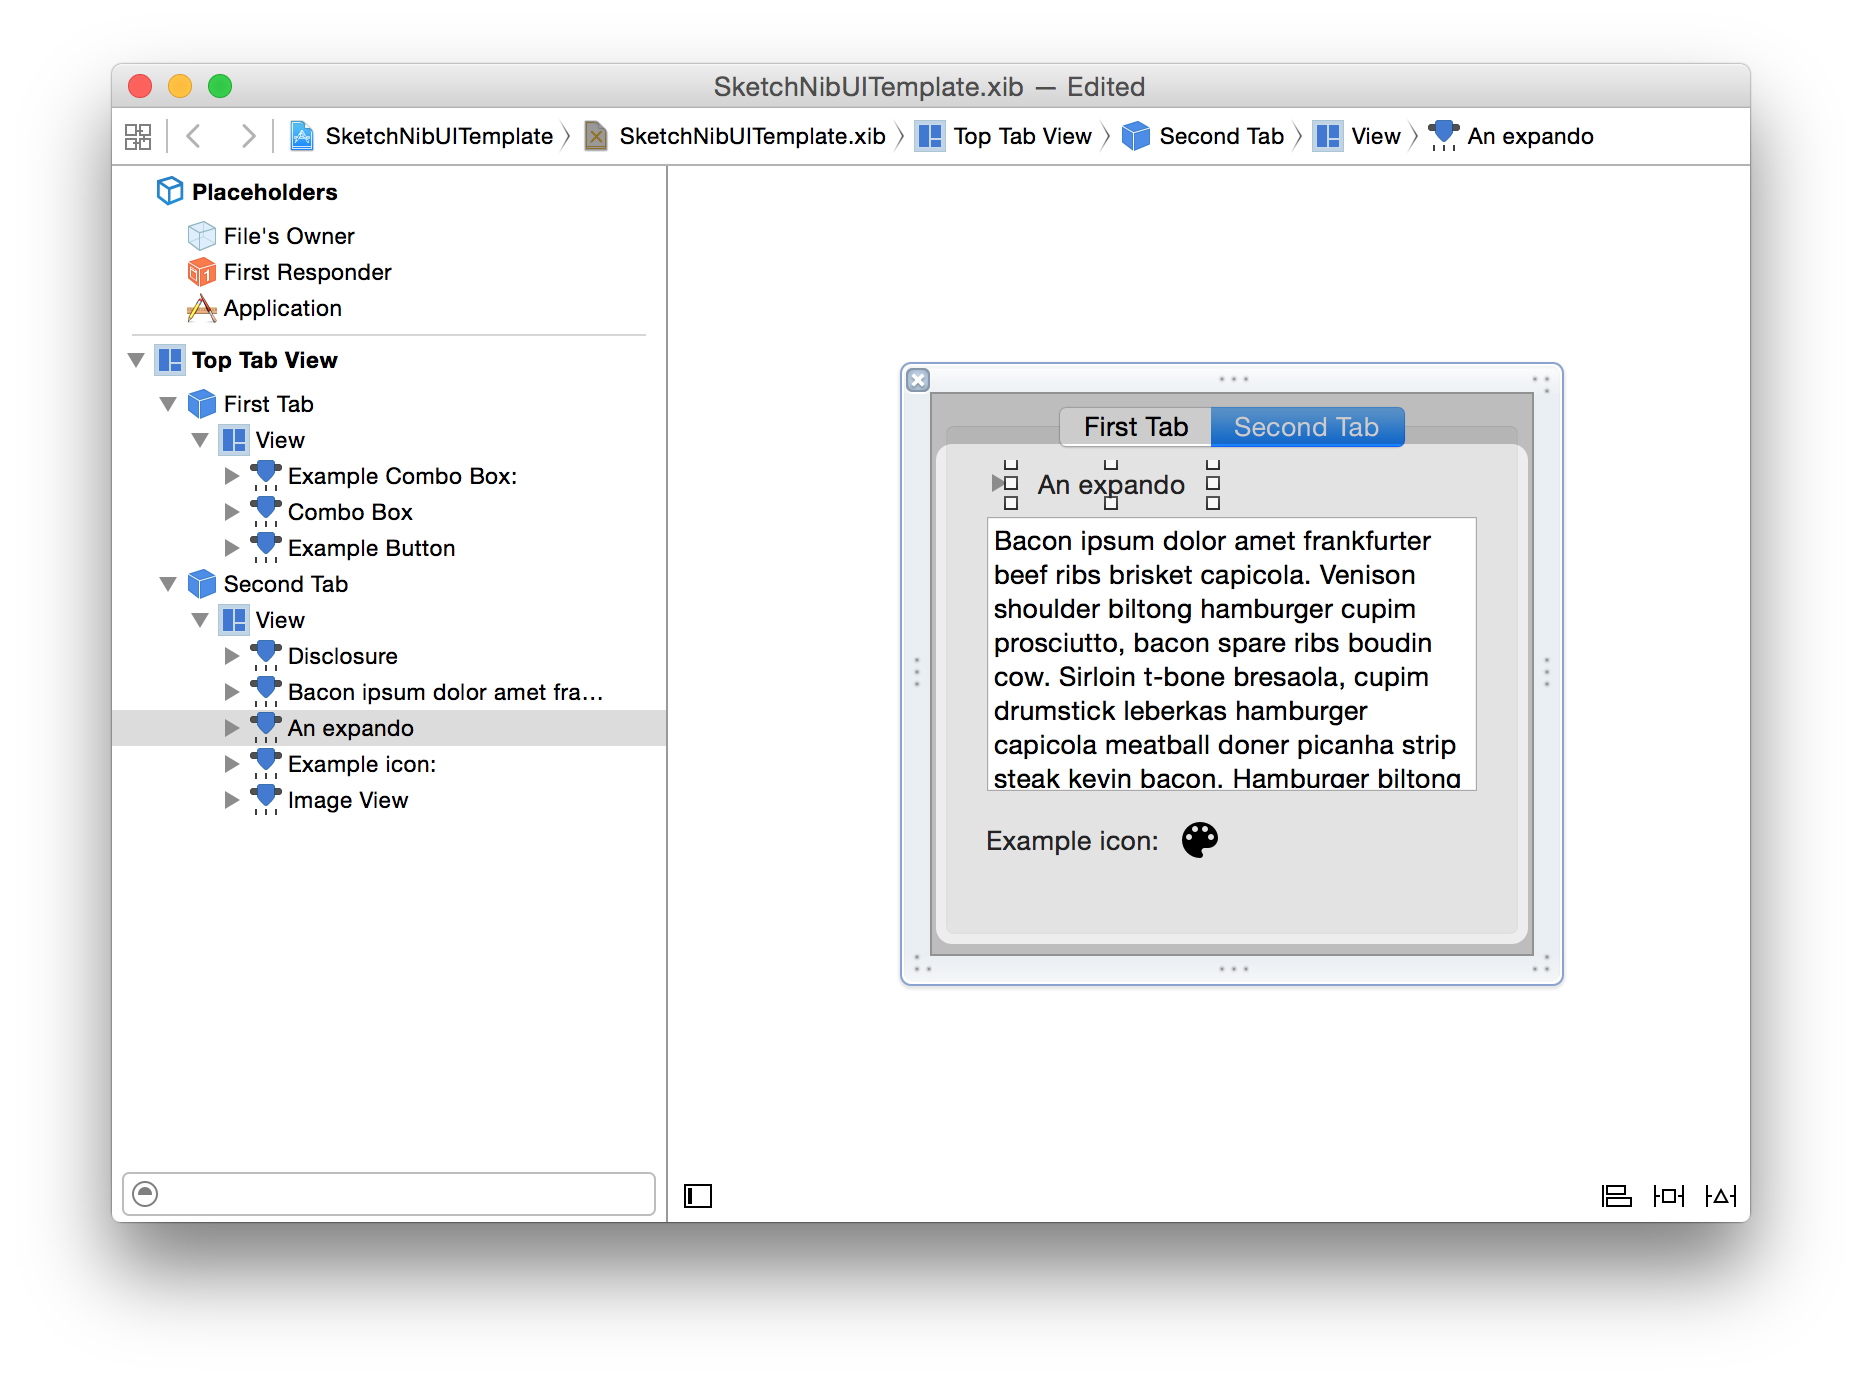 SketchNibUITemplate.xib — Edited
SketchNibUITemplate SketchNibUITemplate.xib Top Tab View Second Tab View An expando
Placeholders
File's Owner
First Responder
Application
Top Tab View
First Tab
View
Example Combo Box:
Combo Box
Example Button
Second Tab
View
Disclosure
Bacon ipsum dolor amet fra...
An expando
Example icon:
Image View
First Tab Second Tab
An expando
Bacon ipsum dolor amet frankfurter
beef ribs brisket capicola. Venison
shoulder biltong hamburger cupim
prosciutto, bacon spare ribs boudin
cow. Sirloin t-bone bresaola, cupim
drumstick leberkas hamburger
capicola meatball doner picanha strip
steak kevin bacon. Hamburger biltong
Example icon: